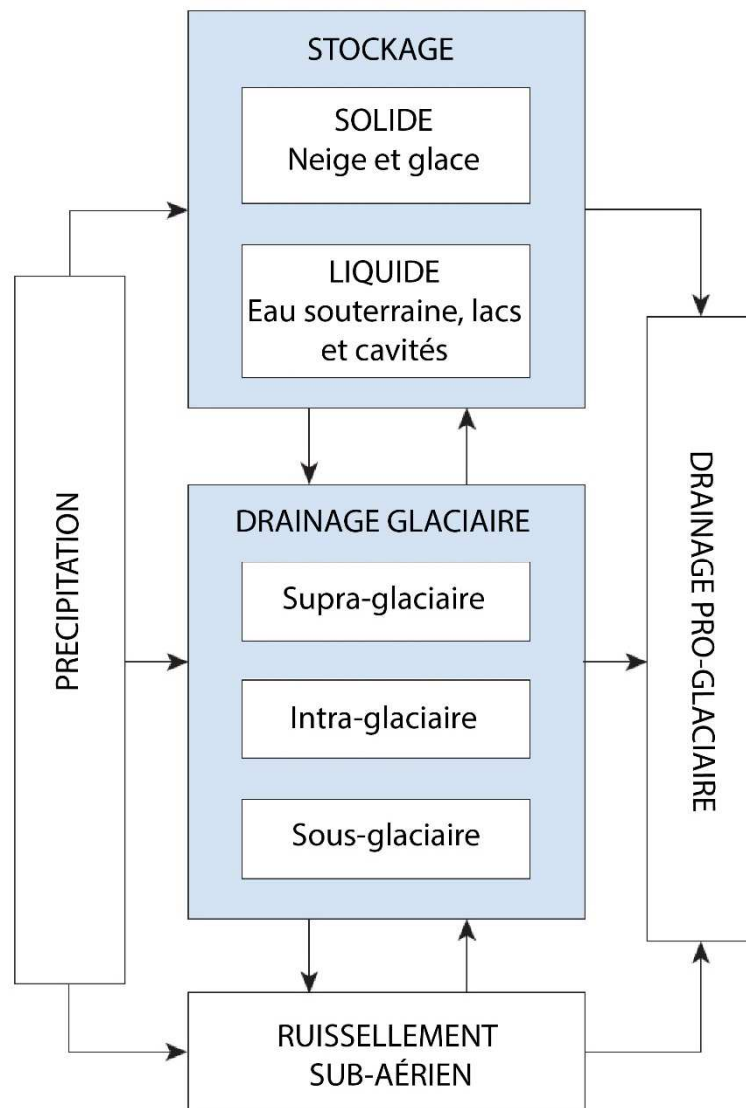 STOCKAGE
SOLIDE
Neige et glace
LIQUIDE
Eau souterraine, lacs
et cavités
PRECIPITATION
DRAINAGE GLACIAIRE
Supra-glaciaire
Intra-glaciaire
Sous-glaciaire
DRAINAGE PRO-GLACIAIRE
RUISSELLEMENT
SUB-AÉRIEN